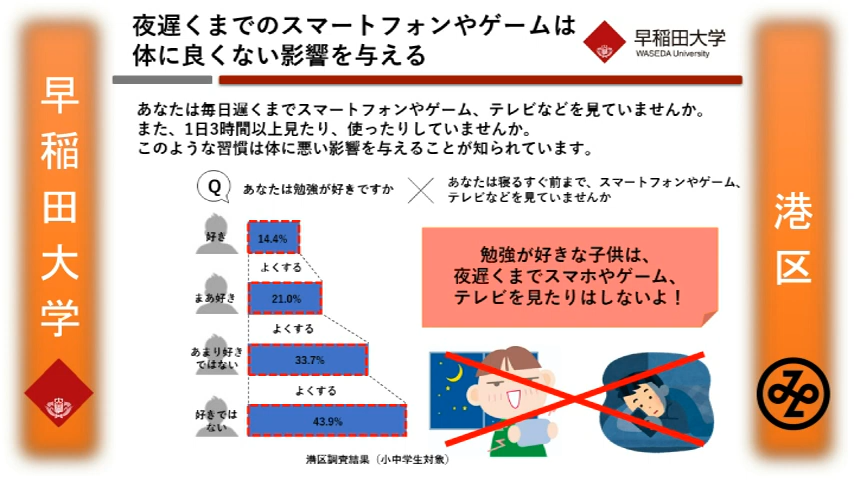 夜遅くまでのスマートフォンやゲームは
体に良くない影響を与える
早稲田大学
WASEDA University
早稲田大学
港区
あなたは毎日遅くまでスマートフォンやゲーム、テレビなどを見ていませんか。
また、1日3時間以上見たり、使ったりしていませんか。
このような習慣は体に悪い影響を与えることが知られています。
Q
あなたは勉強が好きですか
あなたは寝るすぐ前まで、スマートフォンやゲーム、
テレビなどを見ていませんか
好き
14.4%
よくする
まあ好き
21.0%
よくする
あまり好き
ではない
33.7%
よくする
好きでは
ない
43.9%
勉強が好きな子供は、
夜遅くまでスマホやゲーム、
テレビを見たりはしないよ！
港区調査結果（小中学生対象）